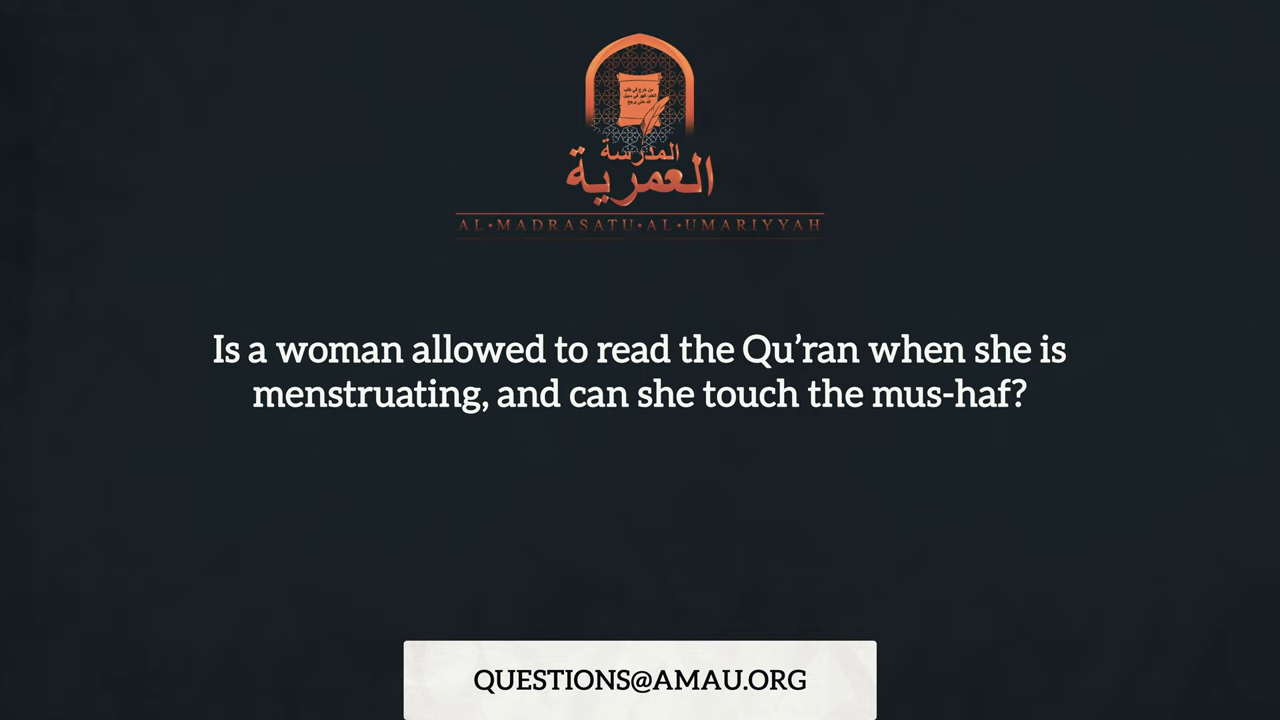 المدرسة
العمرية
AL•MADRASATU•AL•UMARIYYAH
Is a woman allowed to read the Qu’ran when she is
menstruating, and can she touch the mus-haf?
QUESTIONS@AMAU.ORG